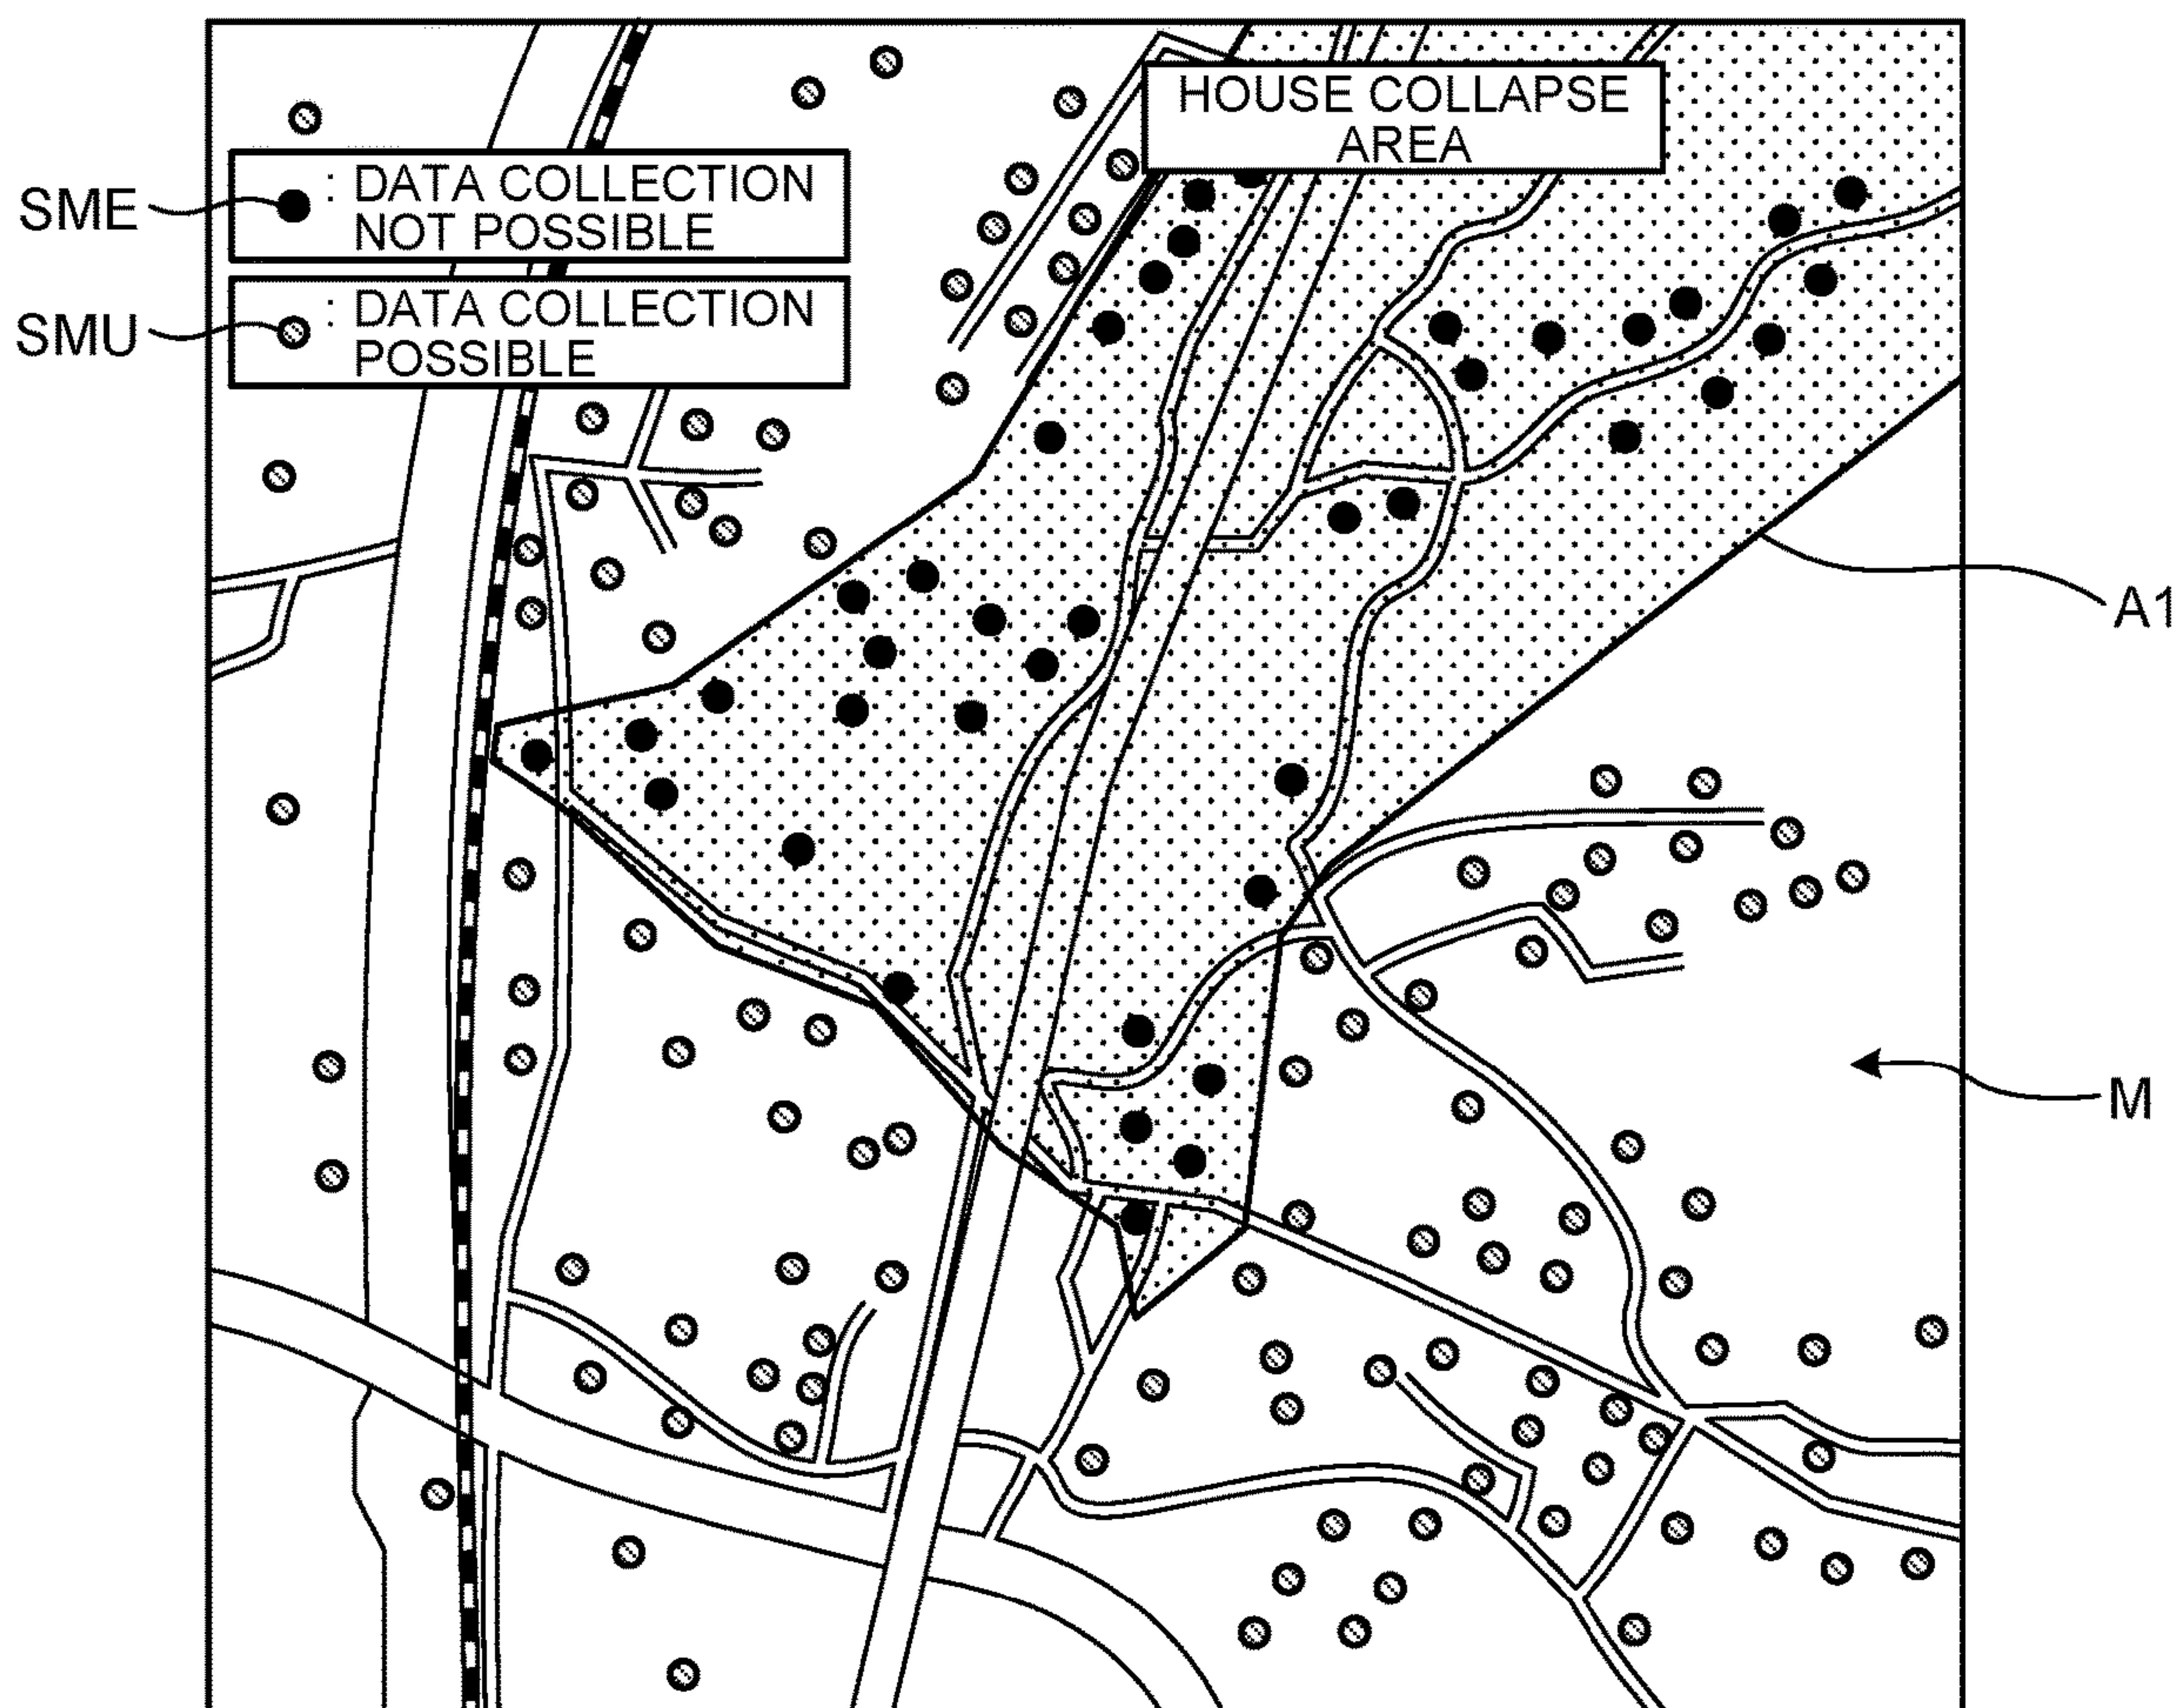 HOUSE COLLAPSE
AREA
SME
: DATA COLLECTION
NOT POSSIBLE
SMU
: DATA COLLECTION
POSSIBLE
A1
M